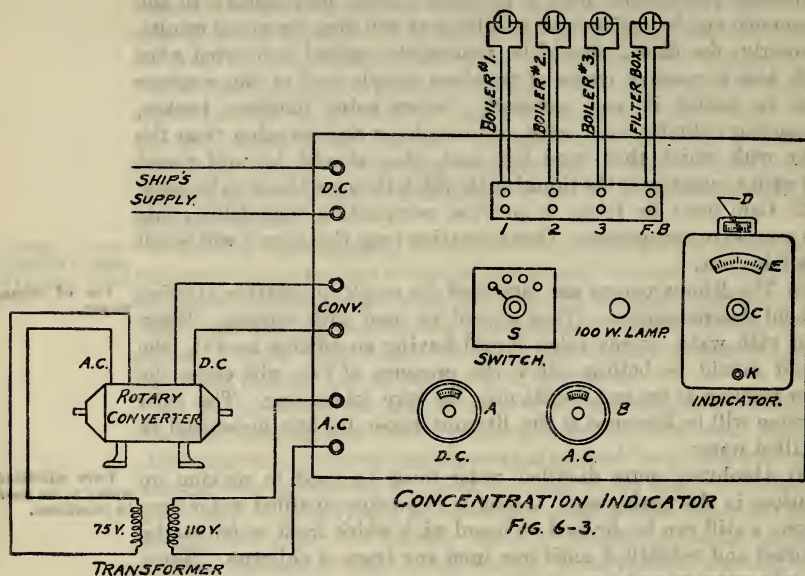 BOILER #1.
BOILER #2.
BOILER #3.
FILTER BOX.
SHIP'S
SUPPLY.
D.C
1 2 3 F.B
D
E
C
K
INDICATOR.
CONV.
S
SWITCH.
100 W. LAMP.
A.C.
D.C
ROTARY
CONVERTER
A.C
A
D.C.
B
A.C.
75 V.
110 V.
TRANSFORMER
CONCENTRATION INDICATOR
FIG. 6-3.